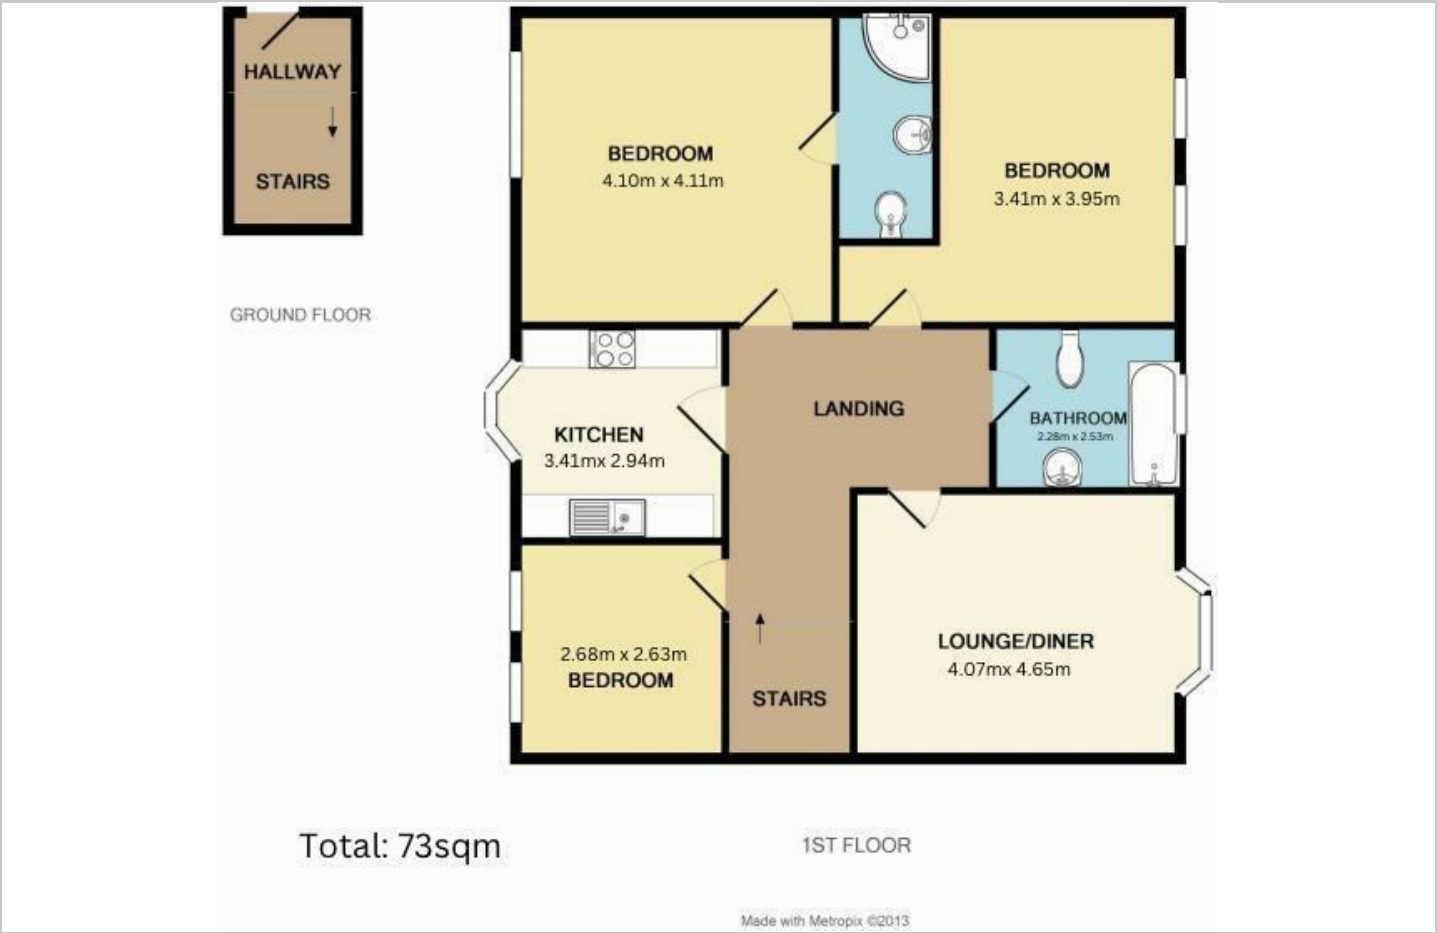 HALLWAY
STAIRS
GROUND FLOOR
BEDROOM
4.10m x 4.11m
BEDROOM
3.41m x 3.95m
KITCHEN
3.41mx 2.94m
LANDING
BATHROOM
2.28m x 2.53m
2.68m x 2.63m
BEDROOM
STAIRS
LOUNGE/DINER
4.07mx 4.65m
Total: 73sqm
1ST FLOOR
Made with Metropix ©2013